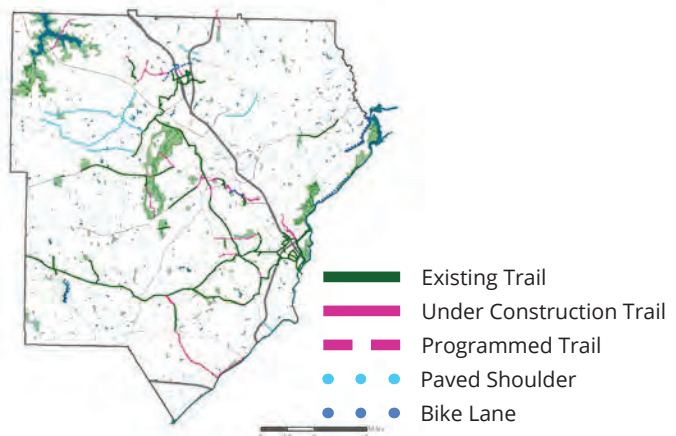 Existing Trail
Under Construction Trail
Programmed Trail
Paved Shoulder
Bike Lane